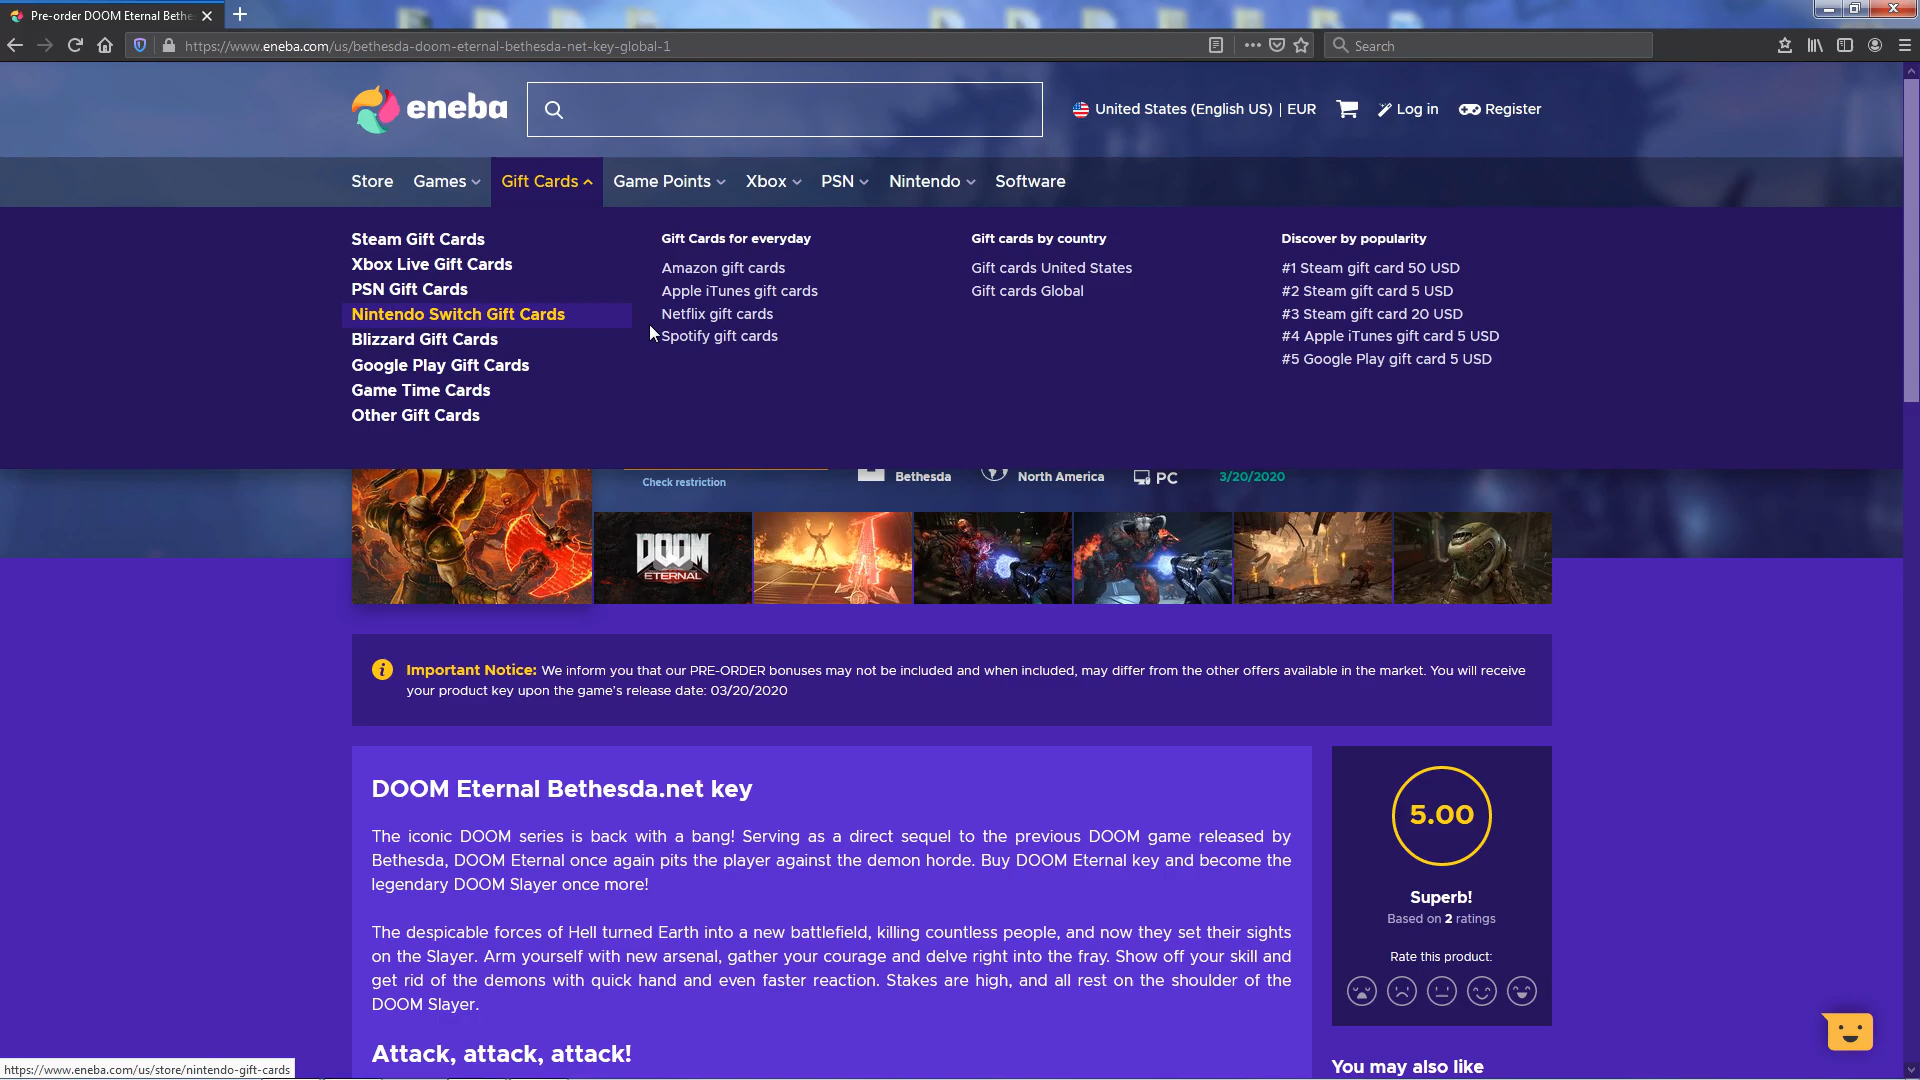 Pre-order DOOM Eternal Bethe
https://www.eneba.com/us/bethesda-doom-eternal-bethesda-net-key-global-1
Search
eneba
United States (English US) | EUR
Log in
Register
Store
Games
Gift Cards
Game Points
Xbox
PSN
Nintendo
Software
Steam Gift Cards
Xbox Live Gift Cards
PSN Gift Cards
Nintendo Switch Gift Cards
Blizzard Gift Cards
Google Play Gift Cards
Game Time Cards
Other Gift Cards
Gift Cards for everyday
Amazon gift cards
Apple iTunes gift cards
Netflix gift cards
Spotify gift cards
Gift cards by country
Gift cards United States
Gift cards Global
Discover by popularity
#1 Steam gift card 50 USD
#2 Steam gift card 5 USD
#3 Steam gift card 20 USD
#4 Apple iTunes gift card 5 USD
#5 Google Play gift card 5 USD
Check restriction
Bethesda
North America
PC
3/20/2020
DOOM
ETERNAL
Important Notice: We inform you that our PRE-ORDER bonuses may not be included and when included, may differ from the other offers available in the market. You will receive
your product key upon the game's release date: 03/20/2020
DOOM Eternal Bethesda.net key
The iconic DOOM series is back with a bang! Serving as a direct sequel to the previous DOOM game released by
Bethesda, DOOM Eternal once again pits the player against the demon horde. Buy DOOM Eternal key and become the
legendary DOOM Slayer once more!
The despicable forces of Hell turned Earth into a new battlefield, killing countless people, and now they set their sights
on the Slayer. Arm yourself with new arsenal, gather your courage and delve right into the fray. Show off your skill and
get rid of the demons with quick hand and even faster reaction. Stakes are high, and all rest on the shoulder of the
DOOM Slayer.
Attack, attack, attack!
5.00
Superb!
Based on 2 ratings
Rate this product:
You may also like
https://www.eneba.com/us/store/nintendo-gift-cards